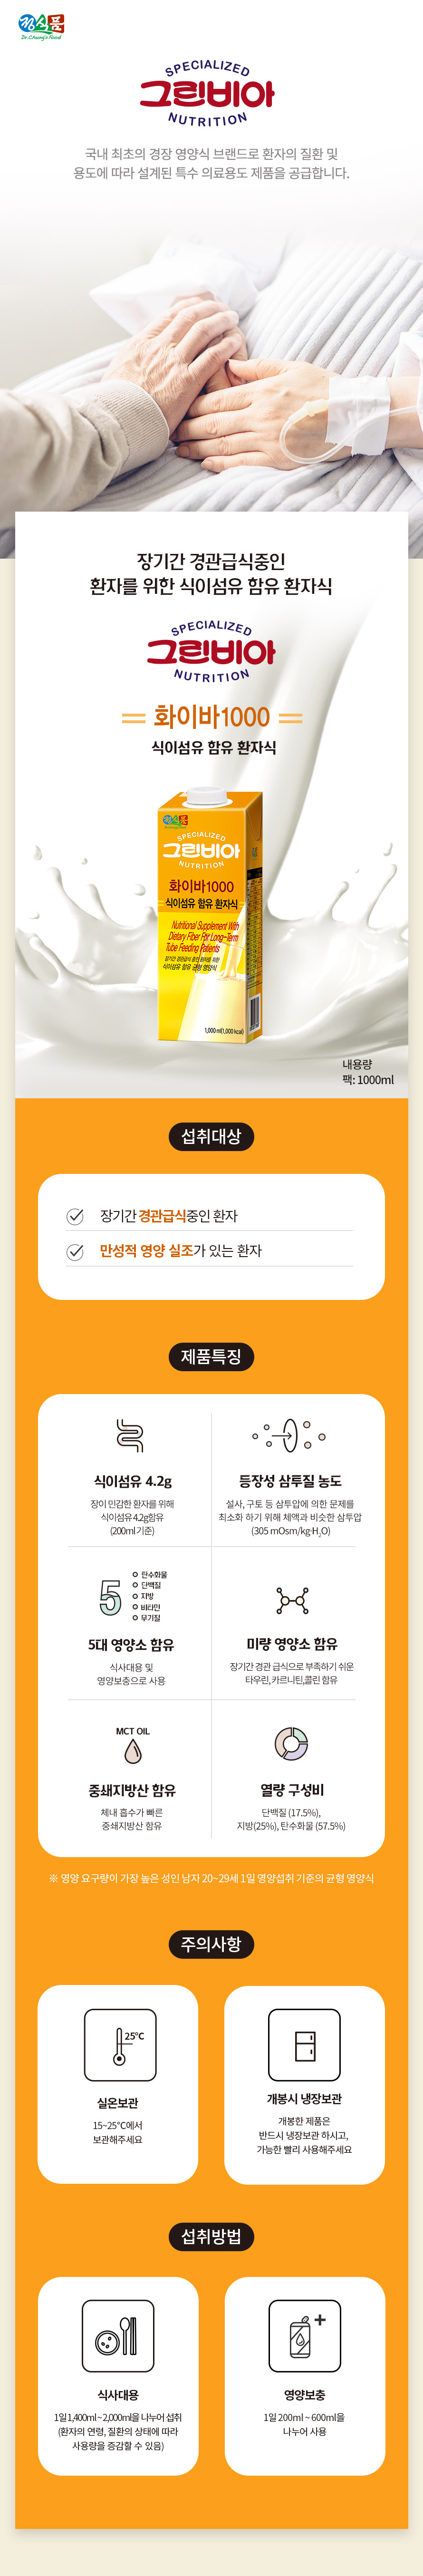 정식품
Dr.Chung's Food
SPECIALIZED
그린비아
NUTRITION
국내 최초의 경장 영양식 브랜드로 환자의 질환 및
용도에 따라 설계된 특수 의료용도 제품을 공급합니다.
장기간 경관급식중인
환자를 위한 식이섬유 함유 환자식
SPECIALIZED
그린비아
NUTRITION
화이바1000
식이섬유 함유 환자식
정식품
SPECIALIZED
그린비아
NUTRITION
화이바1000
식이섬유 함유 환자식
Nutritional Supplement With
Dietary Fiber For Long-Term
Tube Feeding Patients
장기간 경관급식 중인 환자를 위한
식이섬유 함유 균형 영양식
1,000 ml(1,000 kcal)
내용량
팩: 1000ml
섭취대상
장기간 경관급식중인 환자
만성적 영양 실조가 있는 환자
제품특징
식이섬유 4.2g
장이 민감한 환자를 위해
식이섬유 4.2g함유
(200ml 기준)
등장성 삼투질 농도
설사, 구토 등 삼투압에 의한 문제를
최소화 하기 위해 체액과 비슷한 삼투압
(305 mOsm/kg·H₂O)
5
탄수화물
단백질
지방
비타민
무기질
5대 영양소 함유
식사대용 및
영양보충으로 사용
미량 영양소 함유
장기간 경관 급식으로 부족하기 쉬운
타우린,카르니틴,콜린 함유
MCT OIL
중쇄지방산 함유
체내 흡수가 빠른
중쇄지방산 함유
열량 구성비
단백질 (17.5%),
지방(25%), 탄수화물 (57.5%)
※ 영양 요구량이 가장 높은 성인 남자 20~29세 1일 영양섭취 기준의 균형 영양식
주의사항
25°C
실온보관
15~25°C에서
보관해주세요
개봉시 냉장보관
개봉한 제품은
반드시 냉장보관 하시고,
가능한 빨리 사용해주세요
섭취방법
식사대용
1일 1,400ml ~ 2,000ml을 나누어 섭취
(환자의 연령, 질환의 상태에 따라
사용량을 증감할 수 있음)
영양보충
1일 200ml ~ 600ml을
나누어 사용